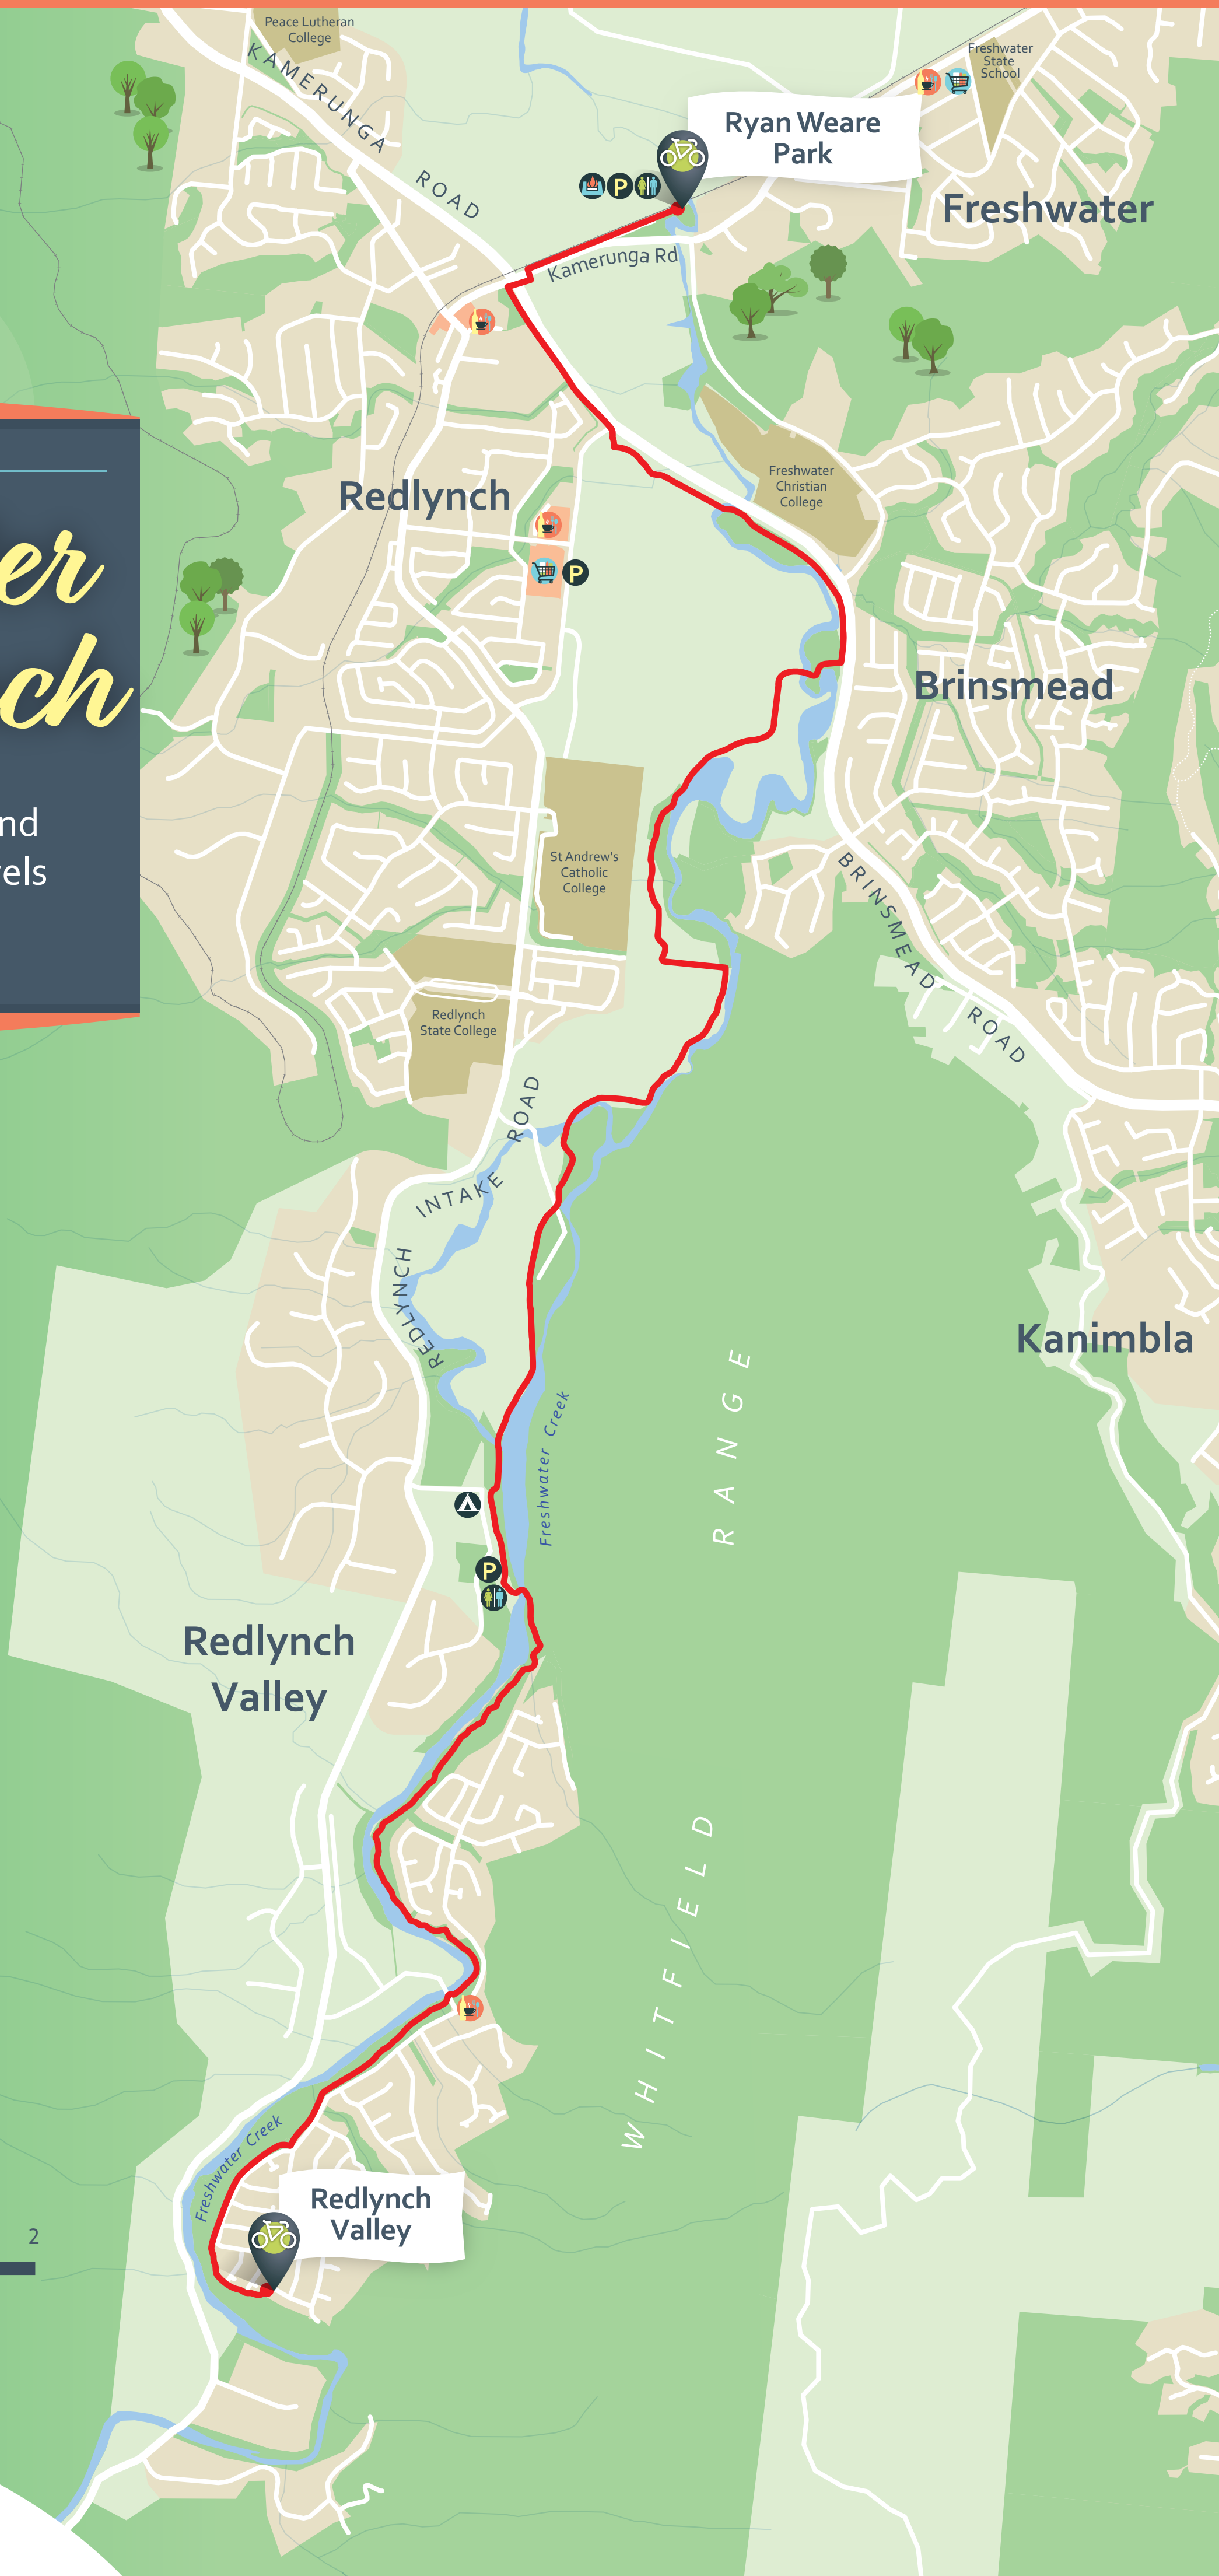 Peace Lutheran
College
KAMERUNGA
ROAD
Freshwater
State
School
Ryan Weare
Park
P
Freshwater
Kamerunga Rd
Redlynch
Freshwater
Christian
College
P
er
ch
nd
els
Brinsmead
St Andrew's
Catholic
College
BRINSMEAD
ROAD
Redlynch
State College
REDLYNCH
INTAKE
ROAD
Kanimbla
Freshwater Creek
WHITFIELD
RANGE
P
Redlynch
Valley
Freshwater Creek
Redlynch
Valley
2